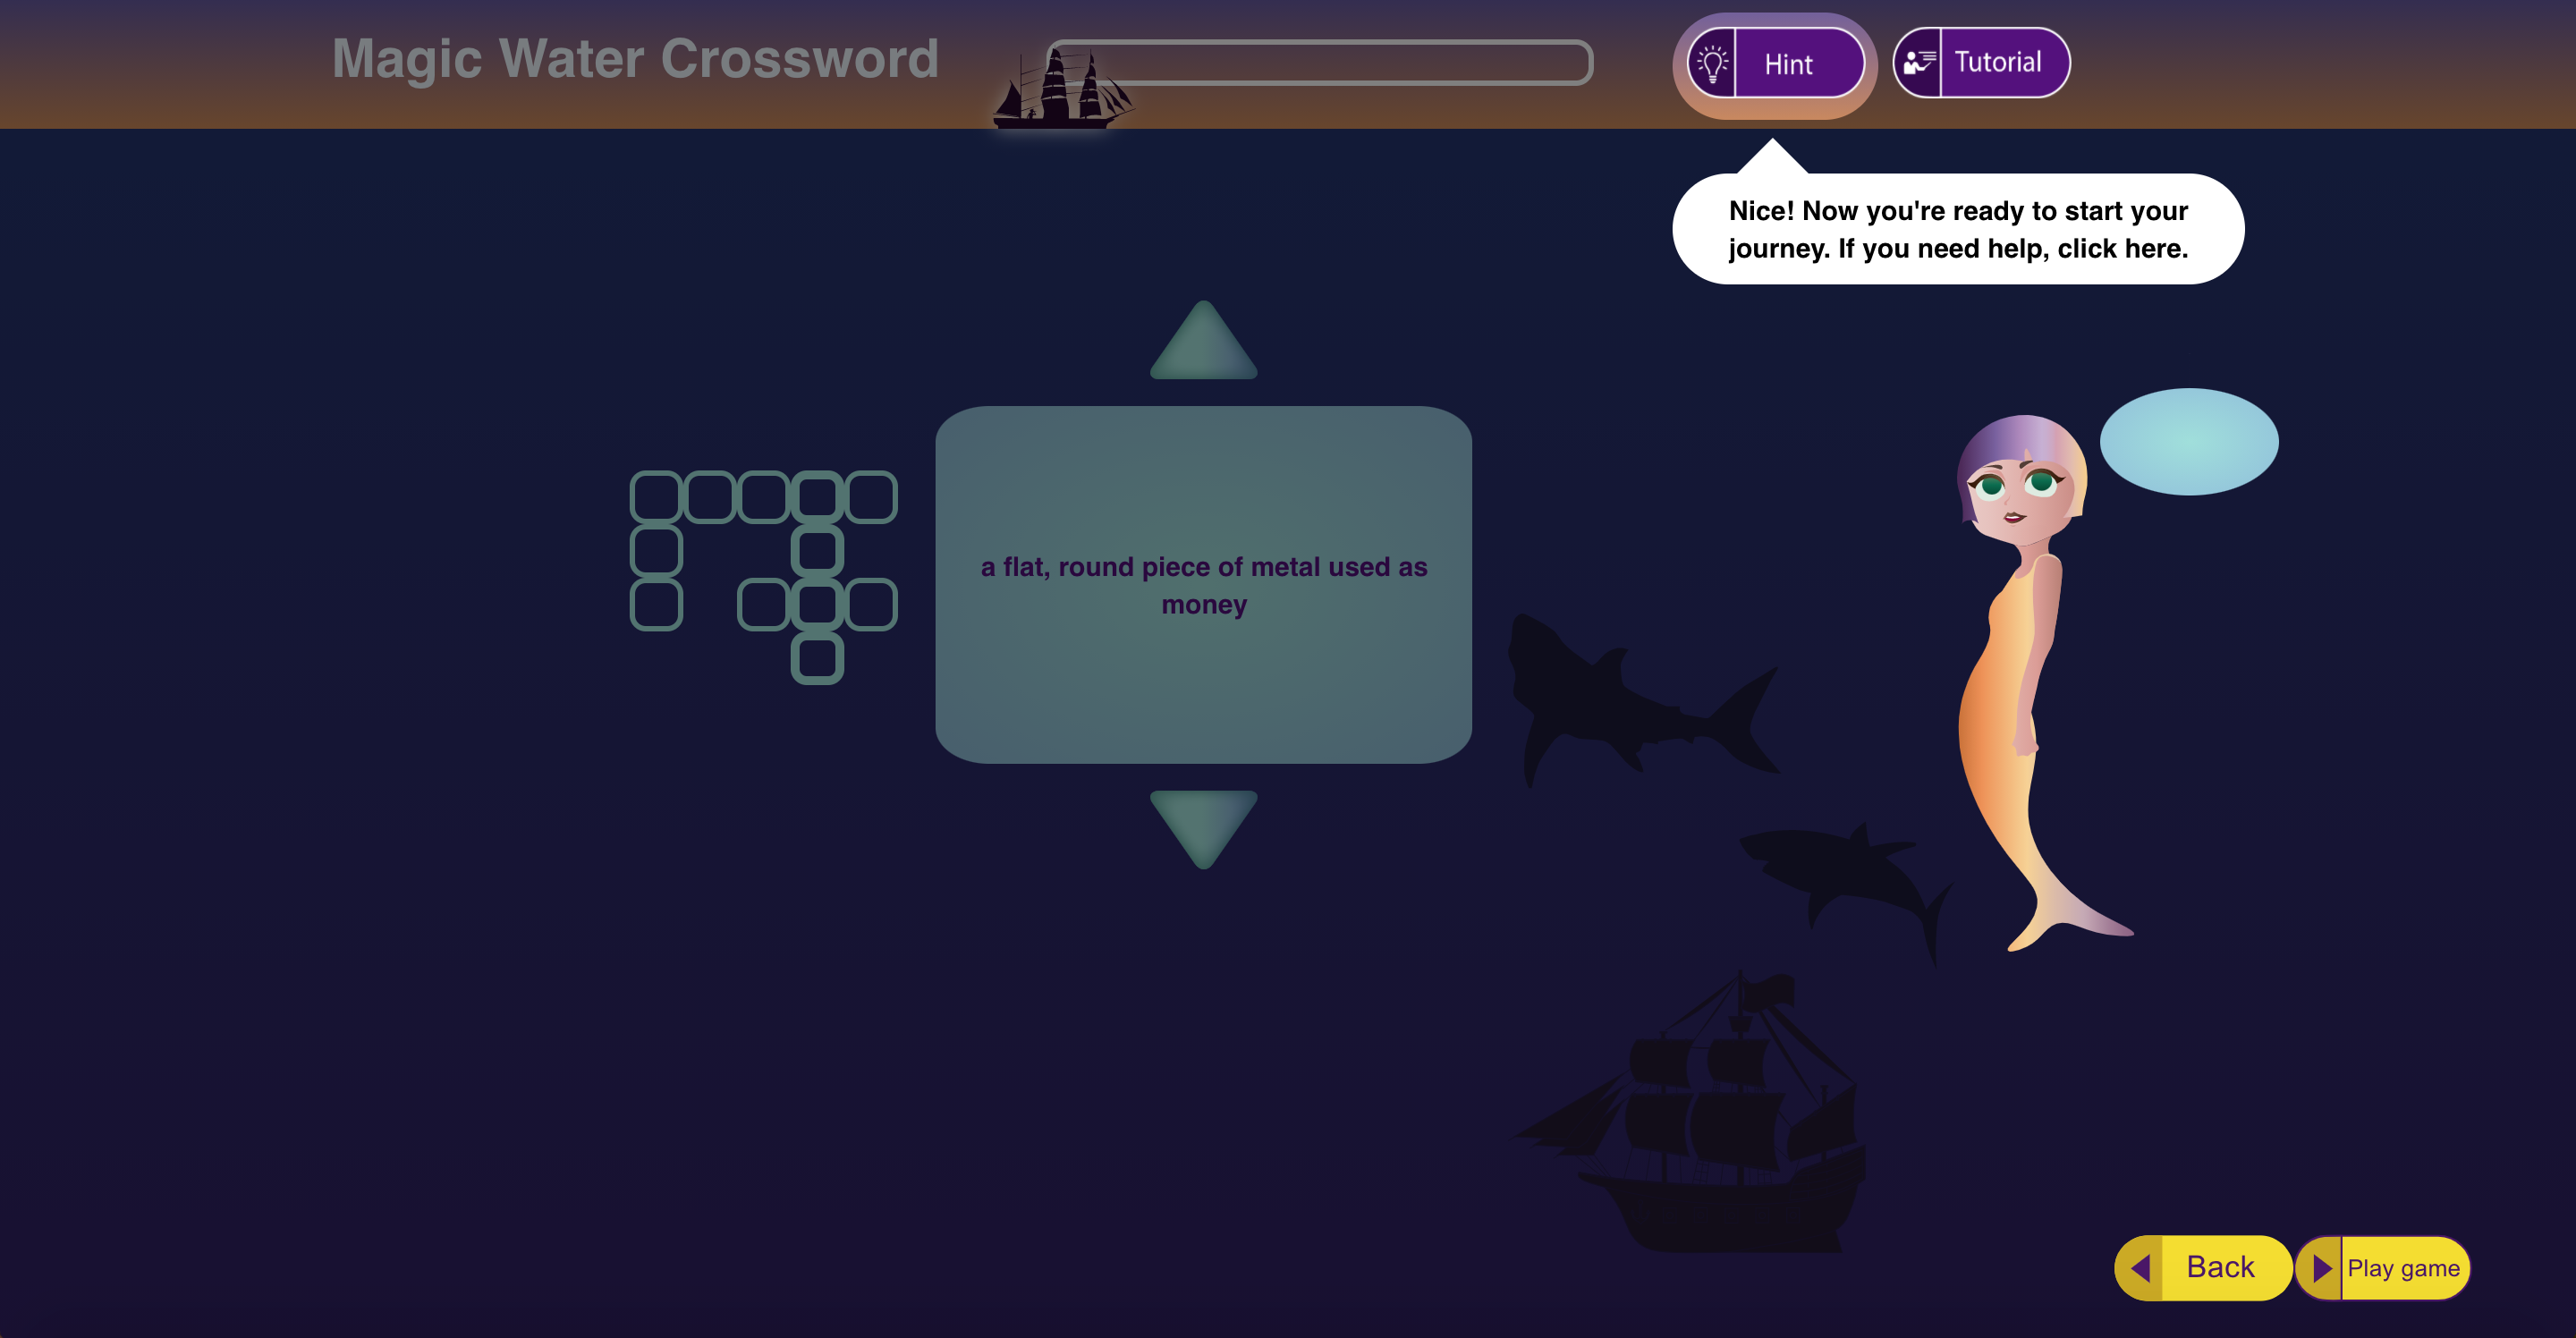 Magic Water Crossword
Hint
Tutorial
Nice! Now you're ready to start your
journey. If you need help, click here.
a flat, round piece of metal used as
money
Back
Play game